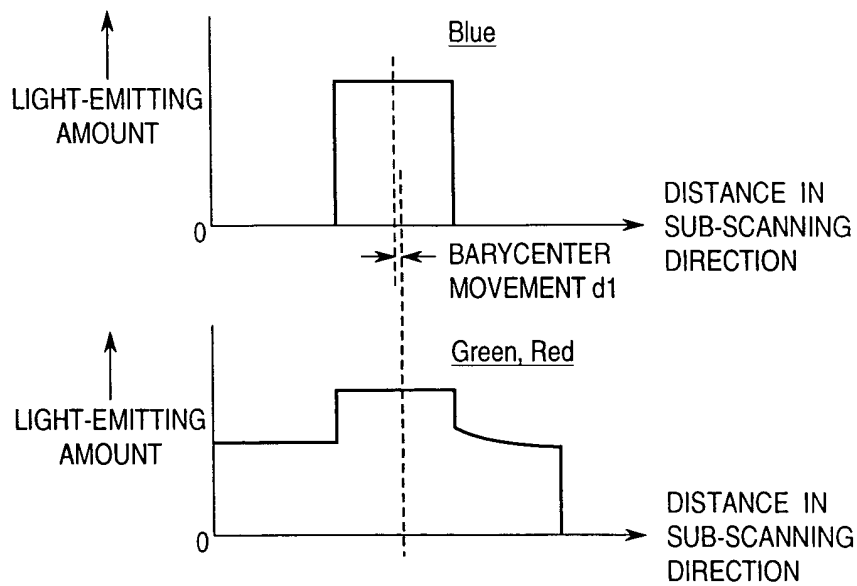 Blue
LIGHT-EMITTING
AMOUNT
0
DISTANCE IN
SUB-SCANNING
DIRECTION
BARYCENTER
MOVEMENT d1
Green, Red
LIGHT-EMITTING
AMOUNT
0
DISTANCE IN
SUB-SCANNING
DIRECTION